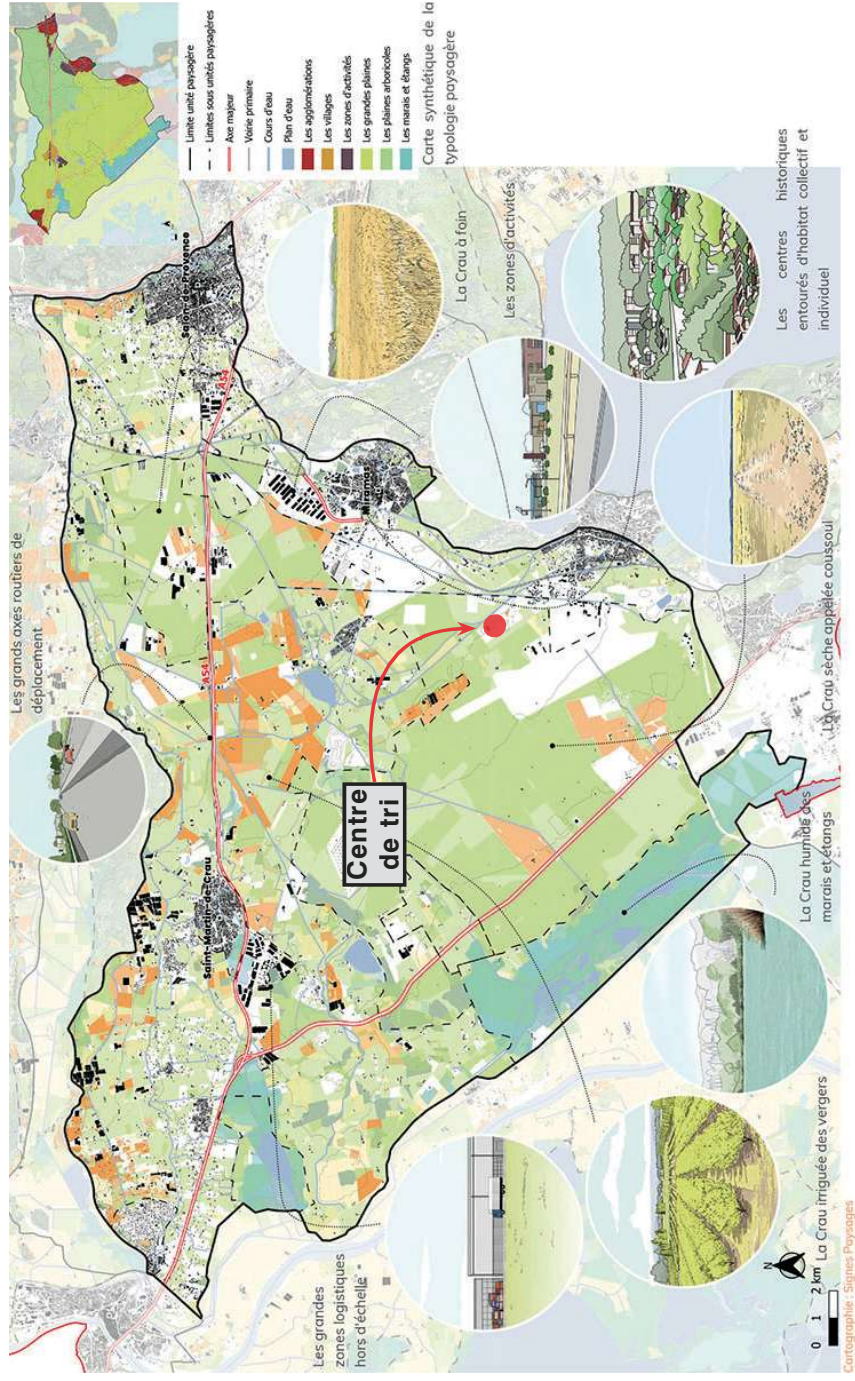 Limite unité paysagère
Limites sous unités paysagères
Axe majeur
Voirie primaire
Cours d'eau
Plan d'eau
Les agglomérations
Les villages
Les zones d'activités
Les grandes plaines
Les plaines arboricoles
Les marais et étangs
Carte synthétique de la
typologie paysagère
Les grands axes routiers de
déplacement
Salon-de-Provence
A54
A54
Saint-Martin-de-Crau
Miramas
Centre
de tri
La Crau à foin
Les zones d'activités
Les centres historiques
entourés d'habitat collectif et
individuel
La Crau sèche appelée coussoul
La Crau humide des
marais et étangs
La Crau irriguée des vergers
Les grandes
zones logistiques
hors d'échelle
N
0 1 2 km
Cartographie : Signes Paysages